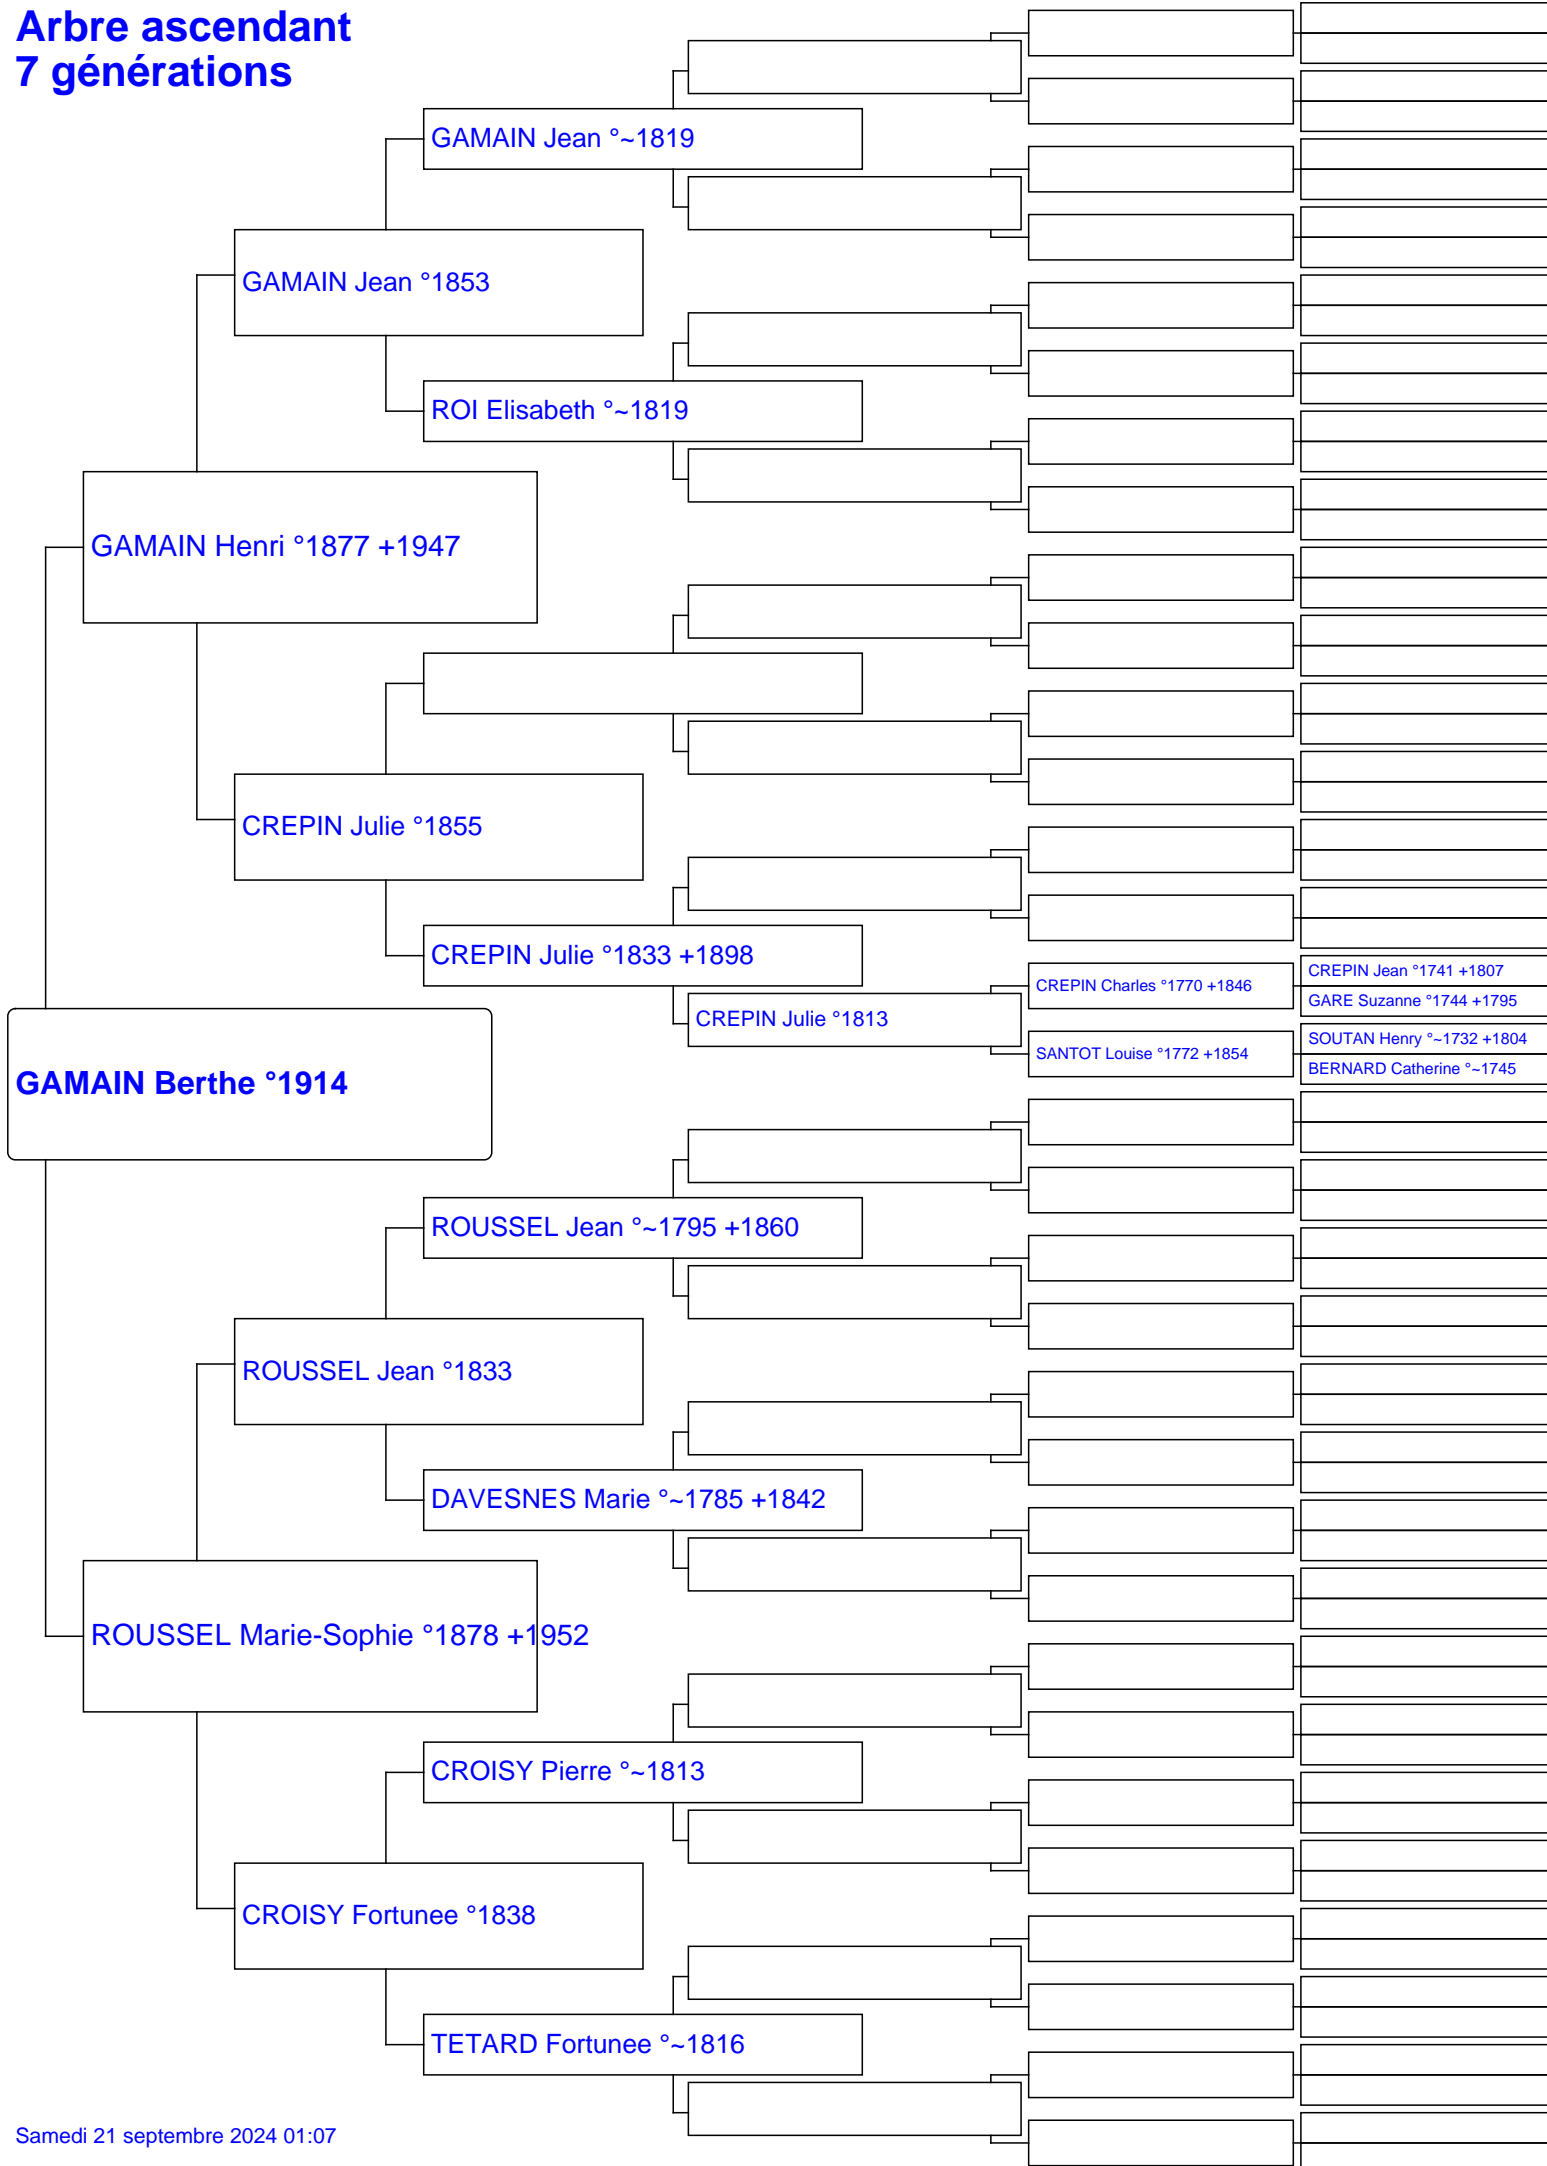 Arbre ascendant
7 générations
GAMAIN Jean °~1819
GAMAIN Jean °1853
ROI Elisabeth °~1819
GAMAIN Henri °1877 +1947
CREPIN Julie °1855
CREPIN Julie °1833 +1898
CREPIN Jean °1741 +1807
CREPIN Charles °1770 +1846
GARE Suzanne °1744 +1795
CREPIN Julie °1813
SOUTAN Henry °~1732 +1804
SANTOT Louise °1772 +1854
BERNARD Catherine °~1745
GAMAIN Berthe °1914
ROUSSEL Jean °~1795 +1860
ROUSSEL Jean °1833
DAVESNES Marie °~1785 +1842
ROUSSEL Marie-Sophie °1878 +1952
CROISY Pierre °~1813
CROISY Fortunee °1838
TETARD Fortunee °~1816
Samedi 21 septembre 2024 01:07